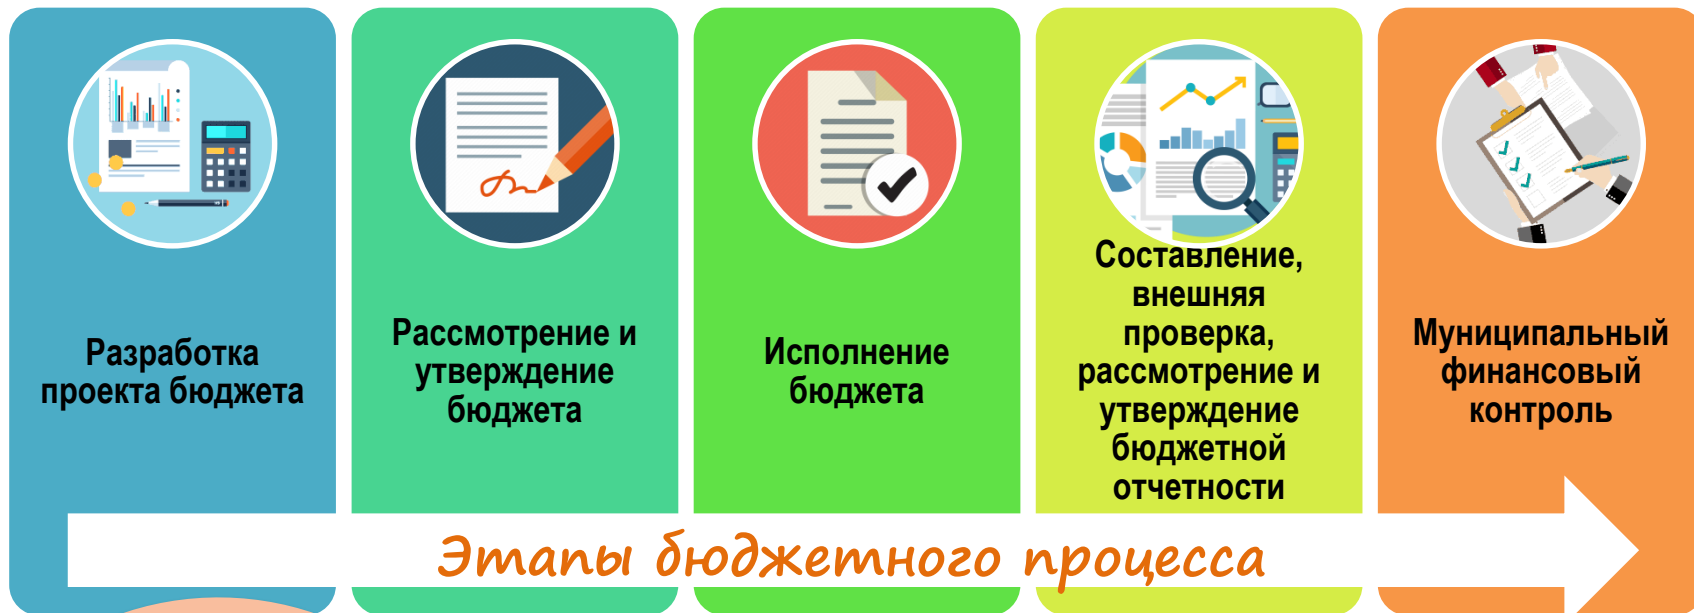 Разработка
проекта бюджета
Рассмотрение и
утверждение
бюджета
Исполнение
бюджета
Составление,
внешняя
проверка,
рассмотрение и
утверждение
бюджетной
отчетности
Муниципальный
финансовый
контроль
Этапы бюджетного процесса